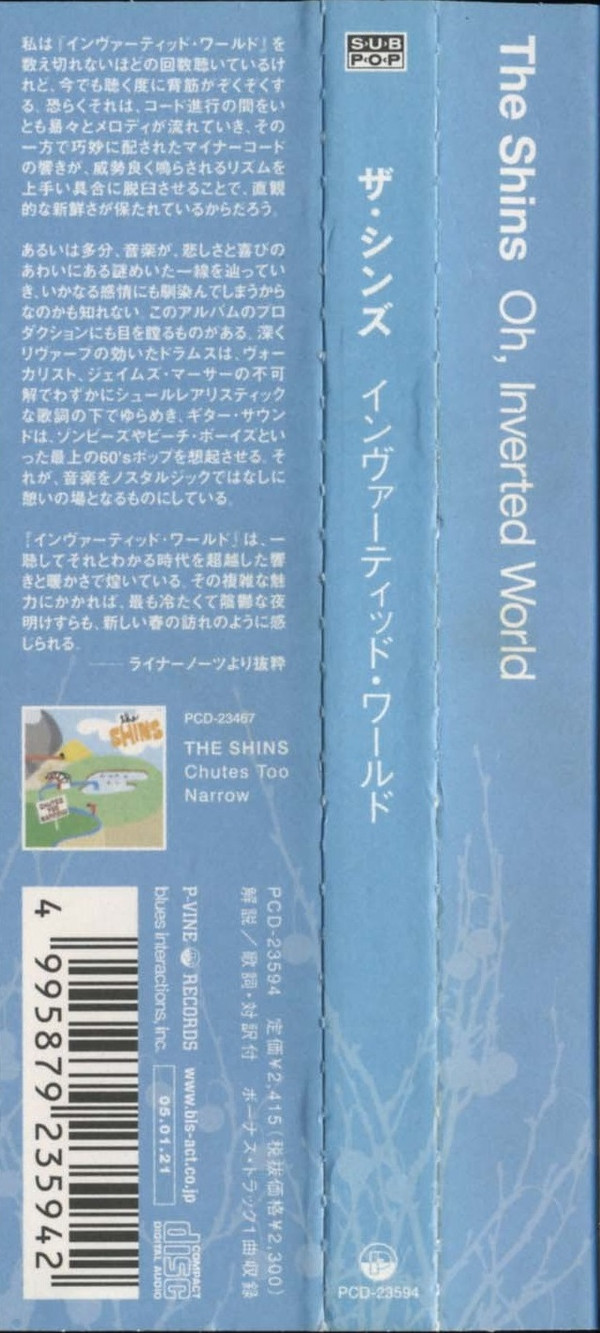 私は『インヴァーティッド・ワールド』を
数え切れないほどの回数聴いているけ
れど、今でも聴く度に背筋がぞくぞくす
る。恐らくそれは、コード進行の間をい
とも易々とメロディが流れていき、その
一方で巧妙に配されたマイナーコード
の響きが、威勢良く鳴らされるリズムを
上手い具合に脱臼させることで、直観
的な新鮮さが保たれているからだろう。
あるいは多分、音楽が、悲しさと喜びの
あわいにある謎めいた一線を辿ってい
き、いかなる感情にも馴染んでしまうから
なのかも知れない。このアルバムのプロ
ダクションにも目を瞠るものがある。深く
リヴァーブの効いたドラムスは、ヴォー
カリスト、ジェイムズ・マーサーの不可
解でわずかにシュールレアリスティック
な歌詞の下でゆらめき、ギター・サウン
ドは、ゾンビーズやビーチ・ボーイズとい
った最上の60'sポップを想起させる。そ
れが、音楽をノスタルジックではなしに
憩いの場となるものにしている。
『インヴァーティッド・ワールド』は、一
聴してそれとわかる時代を超越した響
きと暖かさで煌いている。その複雑な魅
力にかかれば、最も冷たくて陰鬱な夜
明けすらも、新しい春の訪れのように感
じられる。
―― ライナーノーツより抜粋
the SHINS
CHUTES TOO NARROW
PCD-23467
THE SHINS
Chutes Too
Narrow
PCD-23594 定価¥2,415（税抜価格¥2,300）
解説／歌詞・対訳付 ボーナス・トラック1曲収録
P-VINE RECORDS www.bls-act.co.jp
blues interactions, inc. 05.01.21
COMPACT disc DIGITAL AUDIO
4 995879 235942
SUB POP
ザ・シンズ インヴァーティッド・ワールド
PCD-23594
The Shins Oh, Inverted World